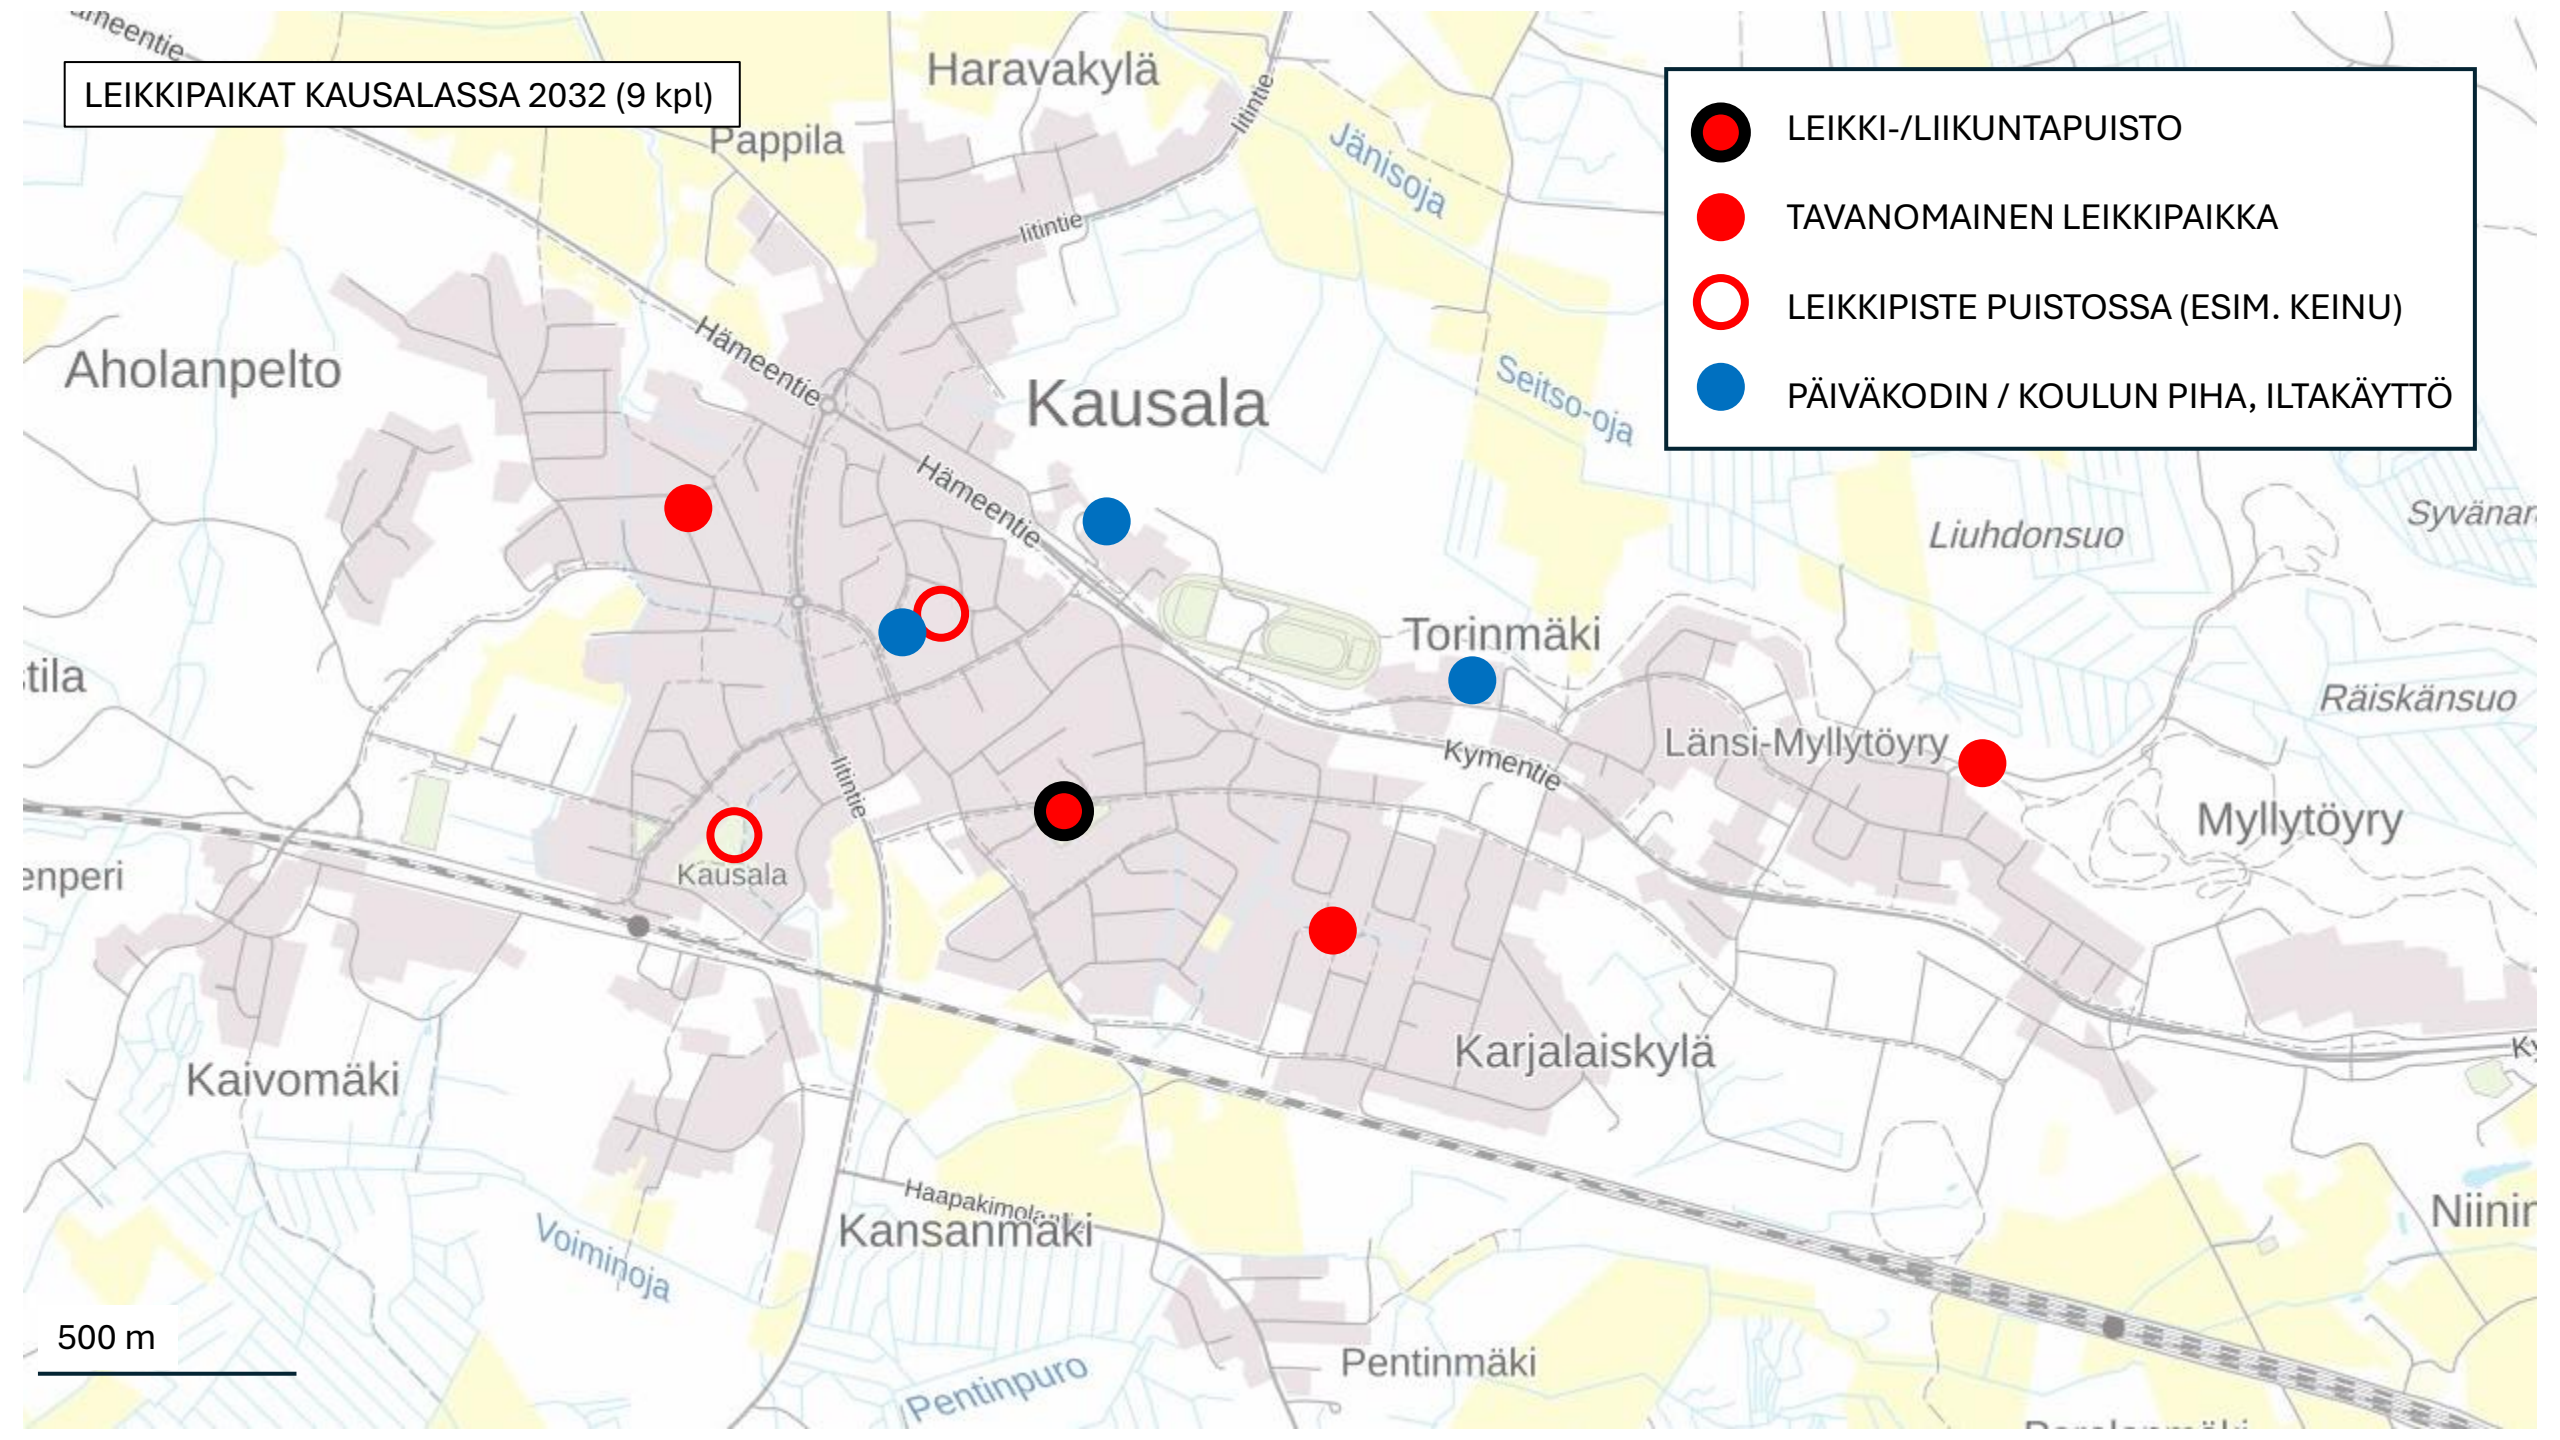 LEIKKIPAIKAT KAUSALASSA 2032 (9 kpl)
LEIKKI-/LIIKUNTAPUISTO
TAVANOMAINEN LEIKKIPAIKKA
LEIKKIPISTE PUISTOSSA (ESIM. KEINU)
PÄIVÄKODIN / KOULUN PIHA, ILTAKÄYTTÖ
Haravakylä
Pappila
Iitintie
Jänisoja
Iitintie
Hämeentie
Aholanpelto
Kausala
Seitso-oja
Hämeentie
Liuhdonsuo
Torinmäki
tila
Räiskänsuo
Länsi-Myllytöyry
Kymentie
Iitintie
Myllytöyry
Kausala
enperi
Karjalaiskylä
Kaivomäki
Kansanmäki
Voiminoja
500 m
Pentinmäki
Pentinpuro